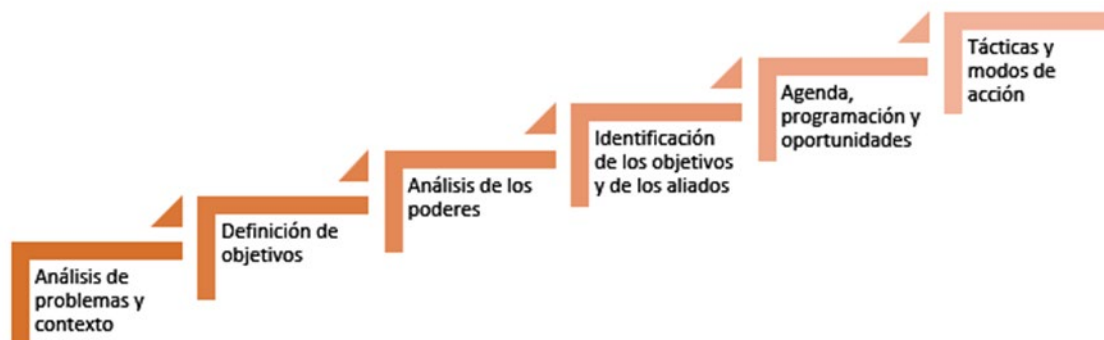 Análisis de
problemas y
contexto
Definición de
objetivos
Análisis de los
poderes
Identificación
de los objetivos
y de los aliados
Agenda,
programación y
oportunidades
Tácticas y
modos de
acción